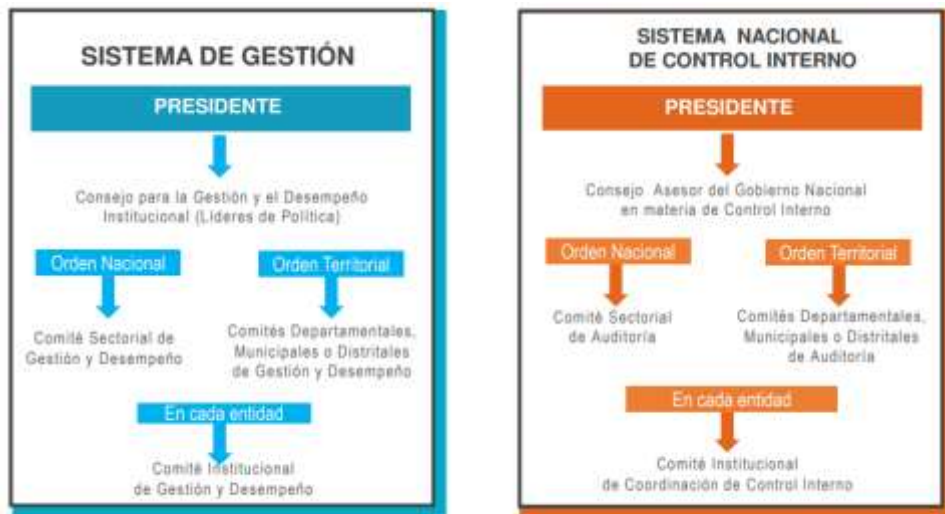 SISTEMA DE GESTIÓN
PRESIDENTE
Consejo para la Gestión y el Desempeño
Institucional (Líderes de Política)
Orden Nacional
Orden Territorial
Comité Sectorial de
Gestión y Desempeño
Comités Departamentales,
Municipales o Distritales
de Gestión y Desempeño
En cada entidad
Comité Institucional
de Gestión y Desempeño
SISTEMA NACIONAL
DE CONTROL INTERNO
PRESIDENTE
Consejo Asesor del Gobierno Nacional
en materia de Control Interno
Orden Nacional
Orden Territorial
Comité Sectorial
de Auditoría
Comités Departamentales,
Municipales o Distritales
de Auditoría
En cada entidad
Comité Institucional
de Coordinación de Control Interno